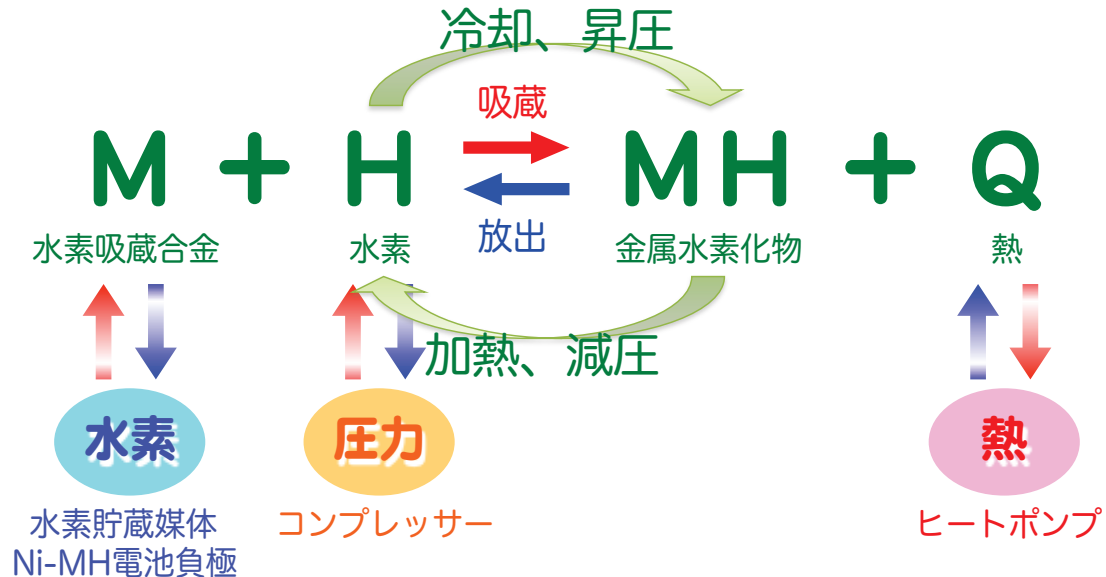 冷却、昇圧
吸蔵
M + H MH + Q
放出
水素吸蔵合金 水素 金属水素化物 熱
加熱、減圧
水素 圧力 熱
水素貯蔵媒体 コンプレッサー ヒートポンプ
Ni-MH電池負極